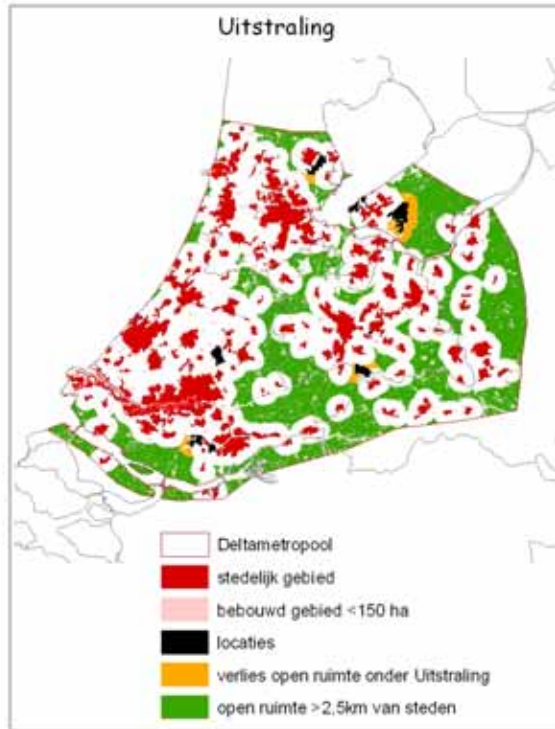 Uitstraling
Deltametropool
stedelijk gebied
bebouwd gebied <150 ha
locaties
verlies open ruimte onder Uitstraling
open ruimte >2,5km van steden